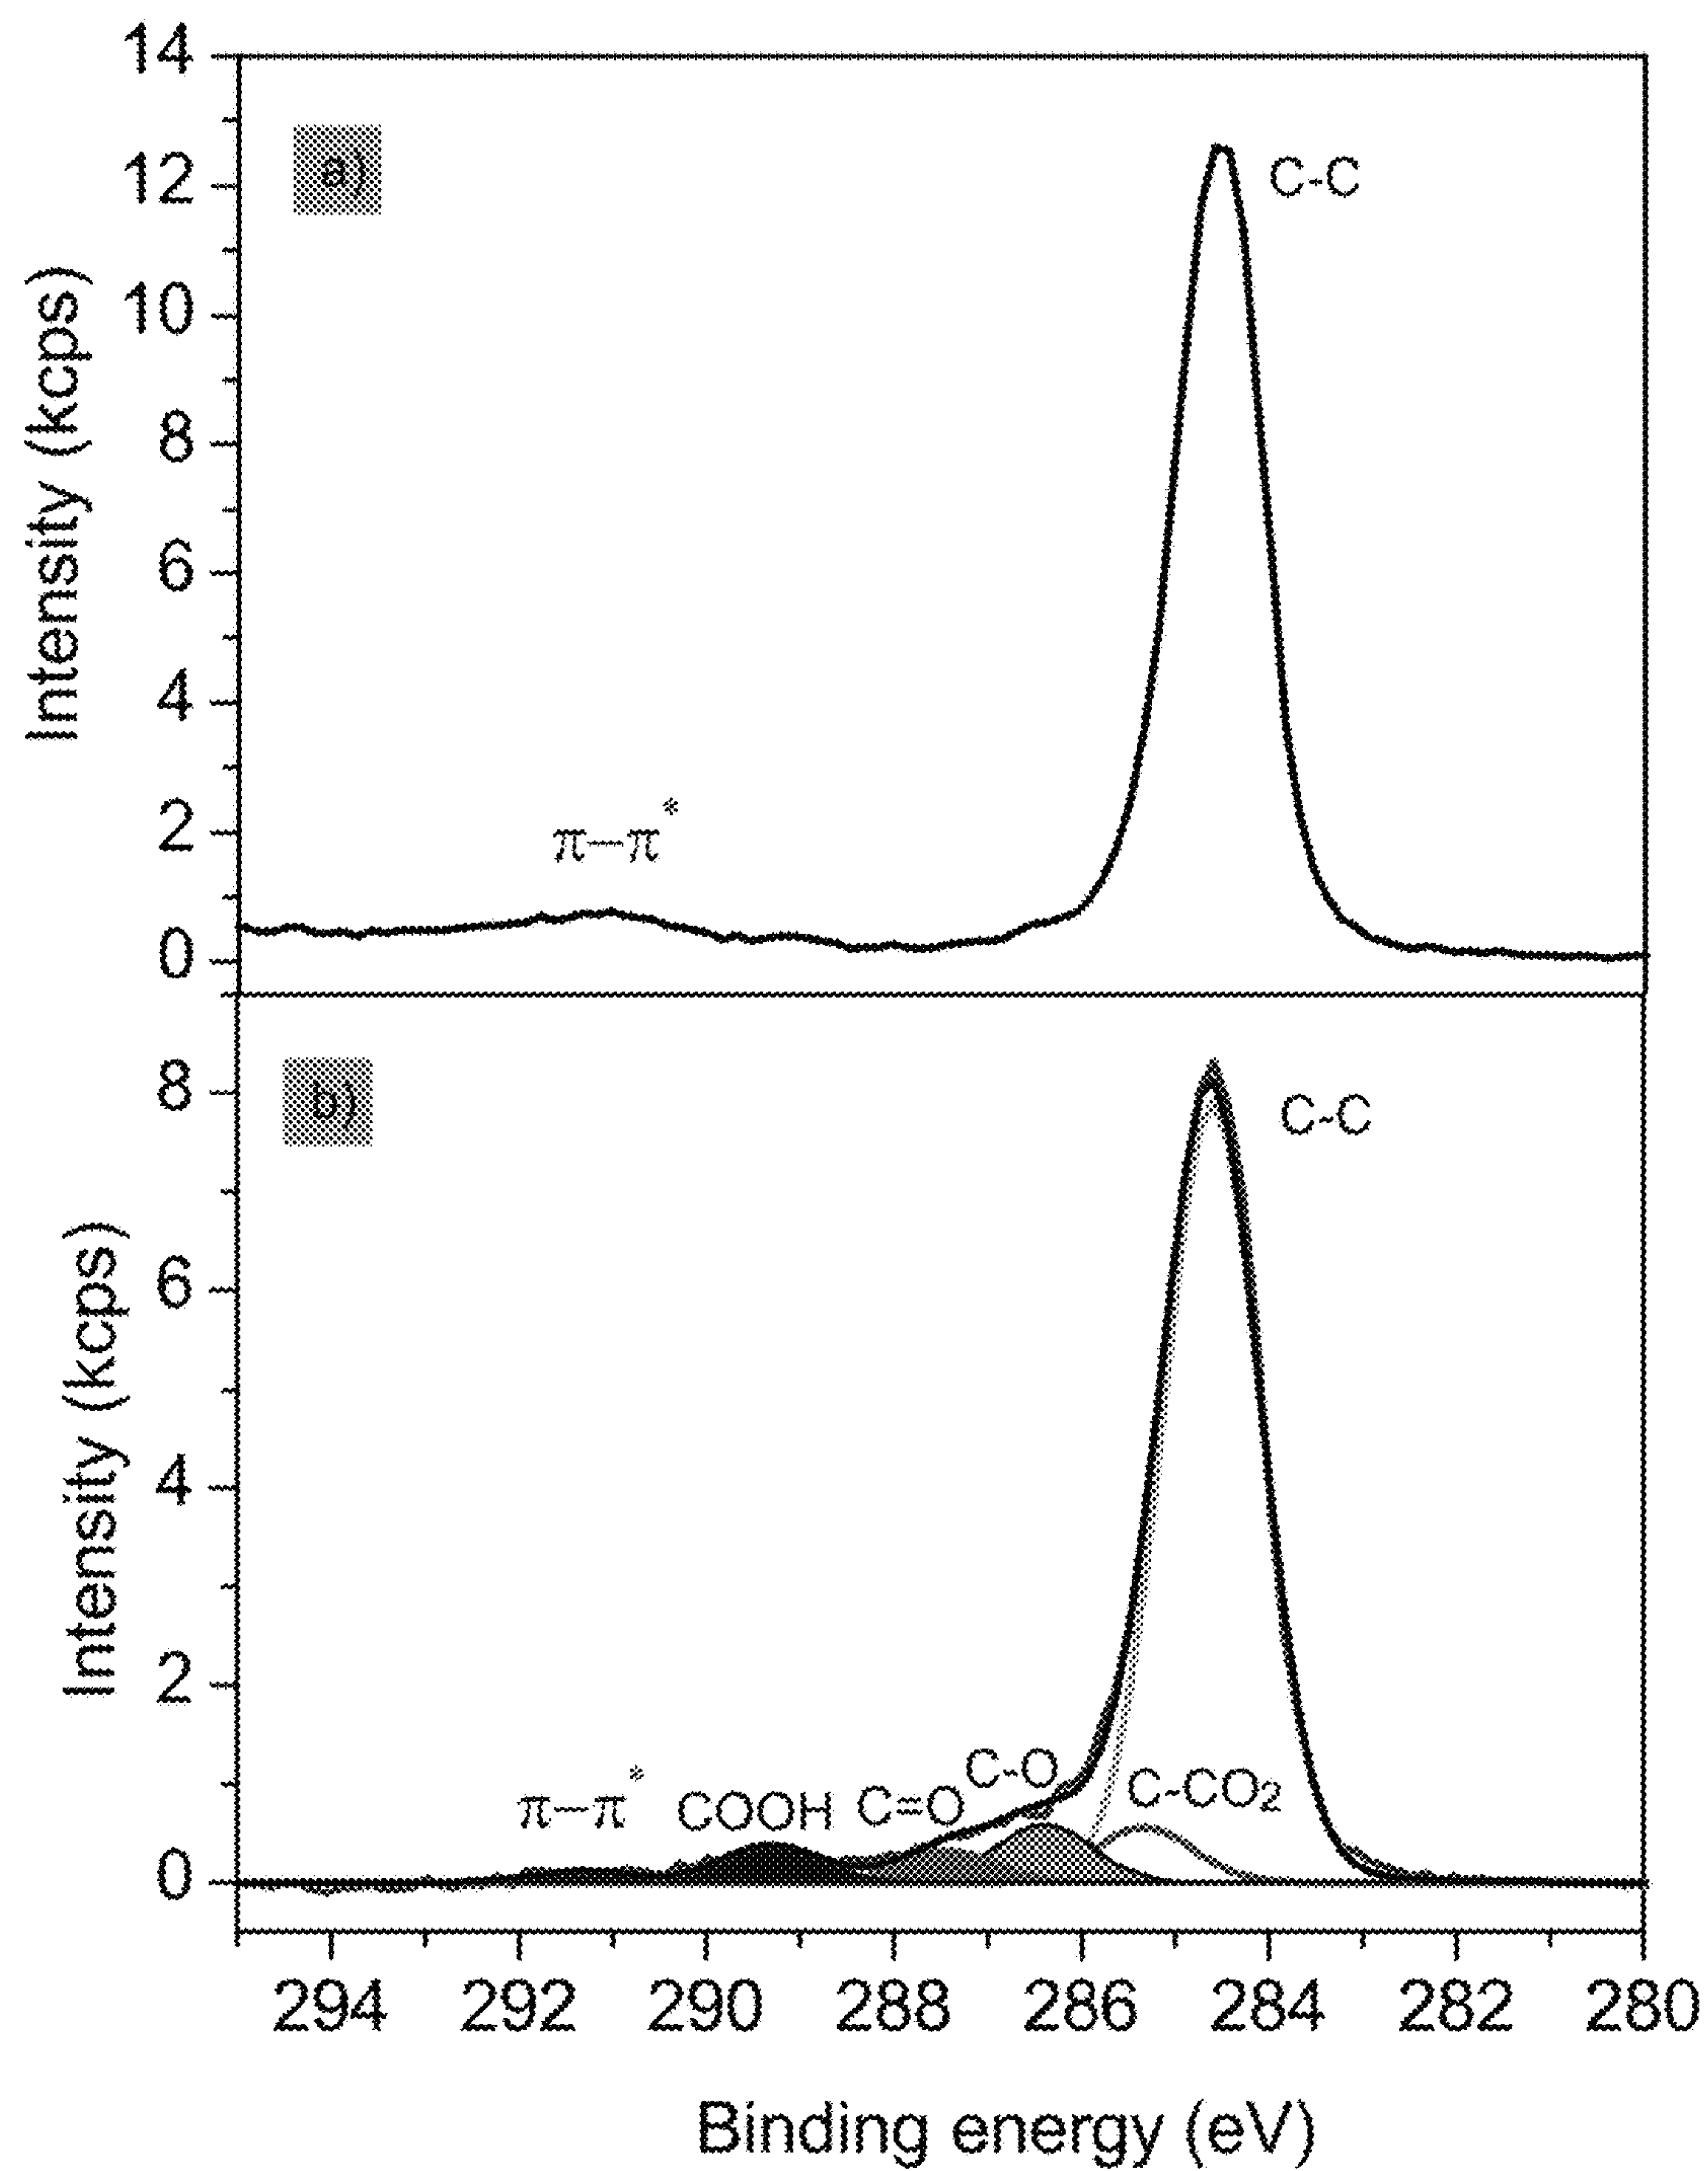 14
12
10
8
6
4
2
0
Intensity (kcps)
a)
C-C
π–π*
8
6
4
2
0
Intensity (kcps)
b)
C-C
π–π*
COOH
C=O
C-O
C-CO2
294 292 290 288 286 284 282 280
Binding energy (eV)